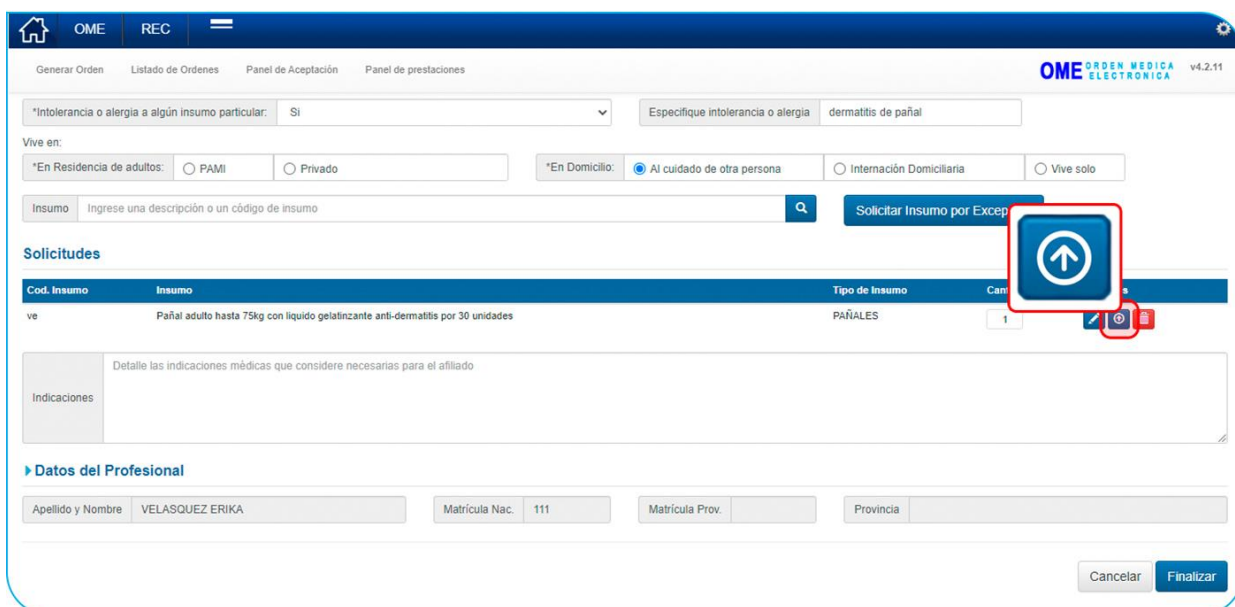 OME REC
Generar Orden Listado de Ordenes Panel de Aceptación Panel de prestaciones OME ORDEN MEDICA ELECTRONICA v4.2.11
*Intolerancia o alergia a algún insumo particular: Si Especifique intolerancia o alergia dermatitis de pañal
Vive en:
*En Residencia de adultos: PAMI Privado *En Domicilio: Al cuidado de otra persona Internación Domiciliaria Vive solo
Insumo Ingrese una descripción o un código de insumo Solicitar Insumo por Excep
Solicitudes
Cod. Insumo Insumo Tipo de Insumo Cant s
ve Pañal adulto hasta 75kg con liquido gelatinzante anti-dermatitis por 30 unidades PAÑALES 1
Detalle las indicaciones médicas que considere necesarias para el afiliado
Indicaciones
Datos del Profesional
Apellido y Nombre VELASQUEZ ERIKA Matrícula Nac. 111 Matrícula Prov. Provincia
Cancelar Finalizar